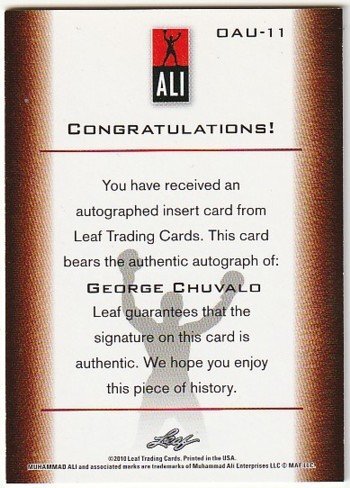 OAU-11
ALI
CONGRATULATIONS!
You have received an
autographed insert card from
Leaf Trading Cards. This card
bears the authentic autograph of:
GEORGE CHUVALO
Leaf guarantees that the
signature on this card is
authentic. We hope you enjoy
this piece of history.
Leaf
©2010 Leaf Trading Cards. Printed in the USA.
MUHAMMAD ALI and associated marks are trademarks of Muhammad Ali Enterprises LLC © MAF LLC.